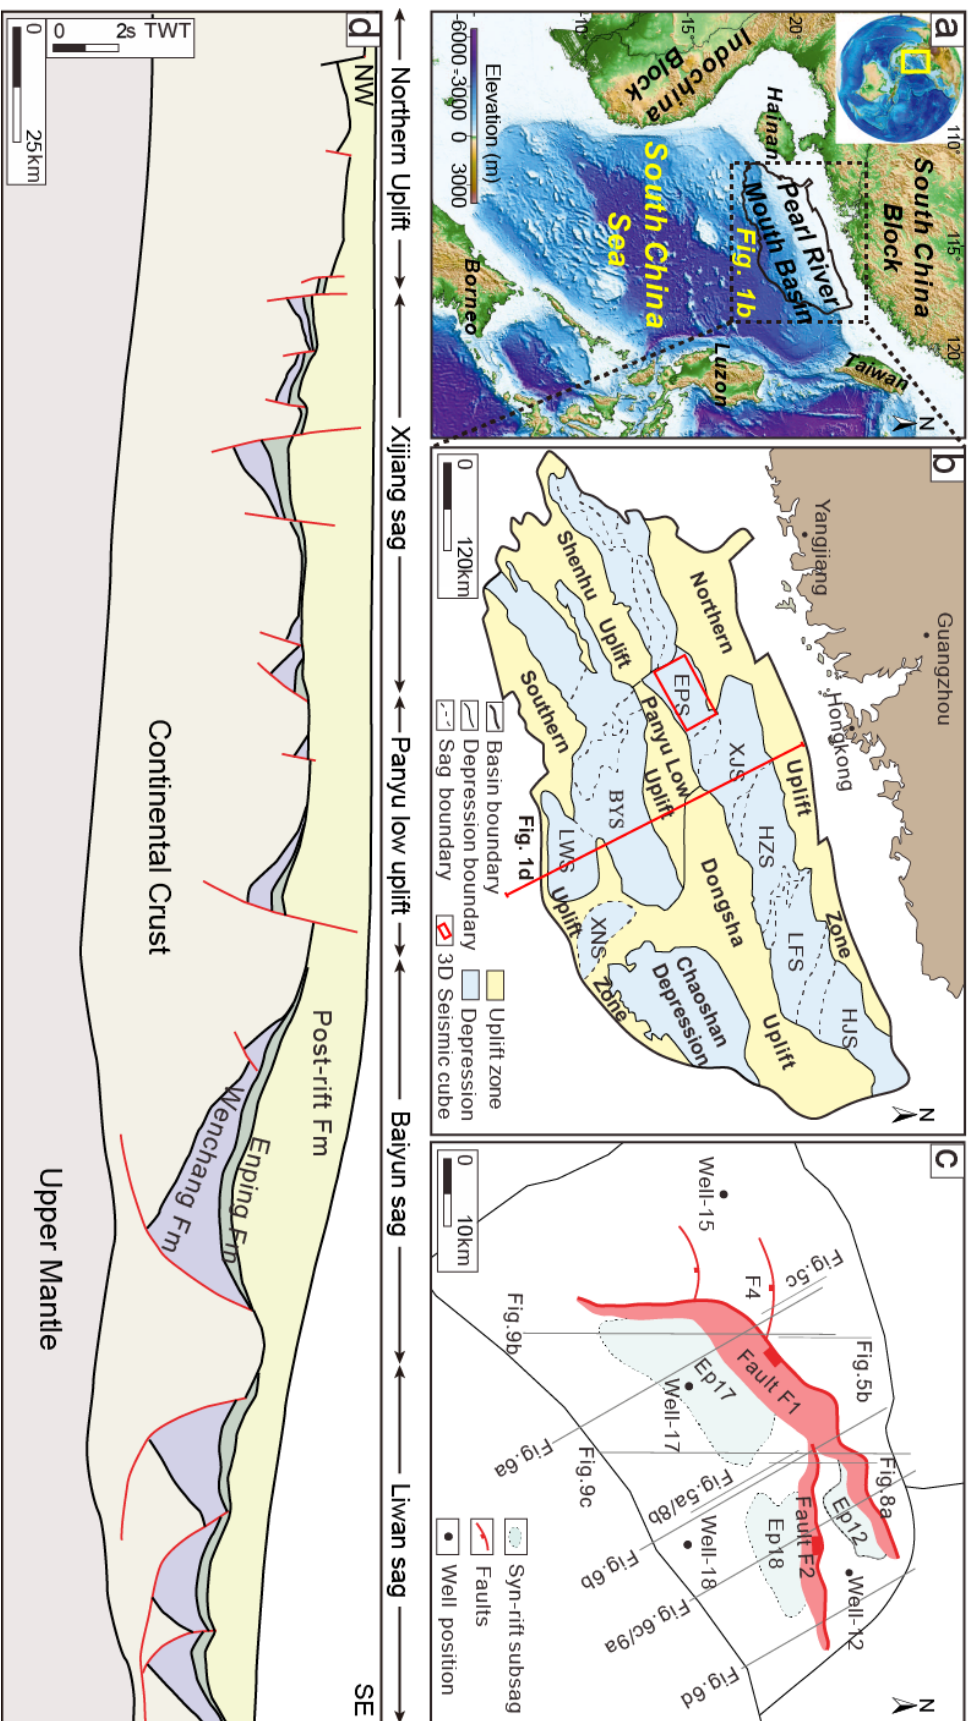 a
110°
115°
120°
20°
15°
10°
N
South China
Block
Taiwan
Hainan
Pearl River
Mouth Basin
Fig. 1b
Indochina
Block
South China
Sea
Luzon
Borneo
-6000
-3000
0
3000
Elevation (m)
b
N
Guangzhou
Yangjiang
Hongkong
Northern
Uplift
Zone
HJS
LFS
HZS
XJS
EPS
Shenhu
Uplift
Panyu Low
Uplift
Dongsha
Uplift
Chaoshan
Depression
BYS
LWS
XNS
Southern
Uplift
Zone
Fig. 1d
0
120km
Basin boundary
Depression boundary
Sag boundary
Uplift zone
Depression
3D Seismic cube
c
N
Well-15
F4
Fig.5c
Fig.5b
Fig.8a
Fault F1
Ep17
Well-17
Ep12
Well-12
Fault F2
Ep18
Well-18
Fig.9b
Fig.6a
Fig.9c
Fig.5a/8b
Fig.6b
Fig.6c/9a
Fig.6d
0
10km
Syn-rift subsag
Faults
Well position
d
Northern Uplift
Xijiang sag
Panyu low uplift
Baiyun sag
Liwan sag
NW
SE
0
2s TWT
0
25km
Post-rift Fm
Enping Fm
Wenchang Fm
Continental Crust
Upper Mantle